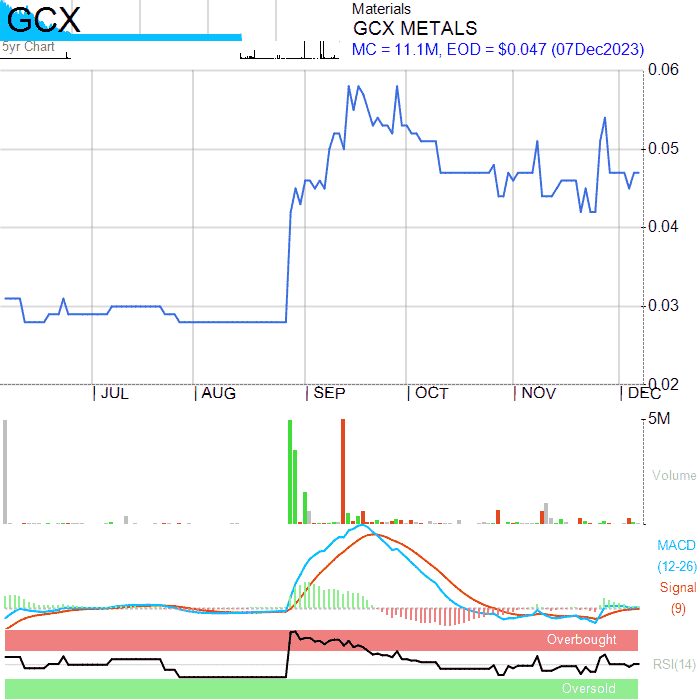 GCX
5yr Chart
Materials
GCX METALS
MC = 11.1M, EOD = $0.047 (07Dec2023)
0.06
0.05
0.04
0.03
0.02
JUL AUG SEP OCT NOV DEC
5M
Volume
MACD
(12-26)
Signal
(9)
Overbought
RSI(14)
Oversold